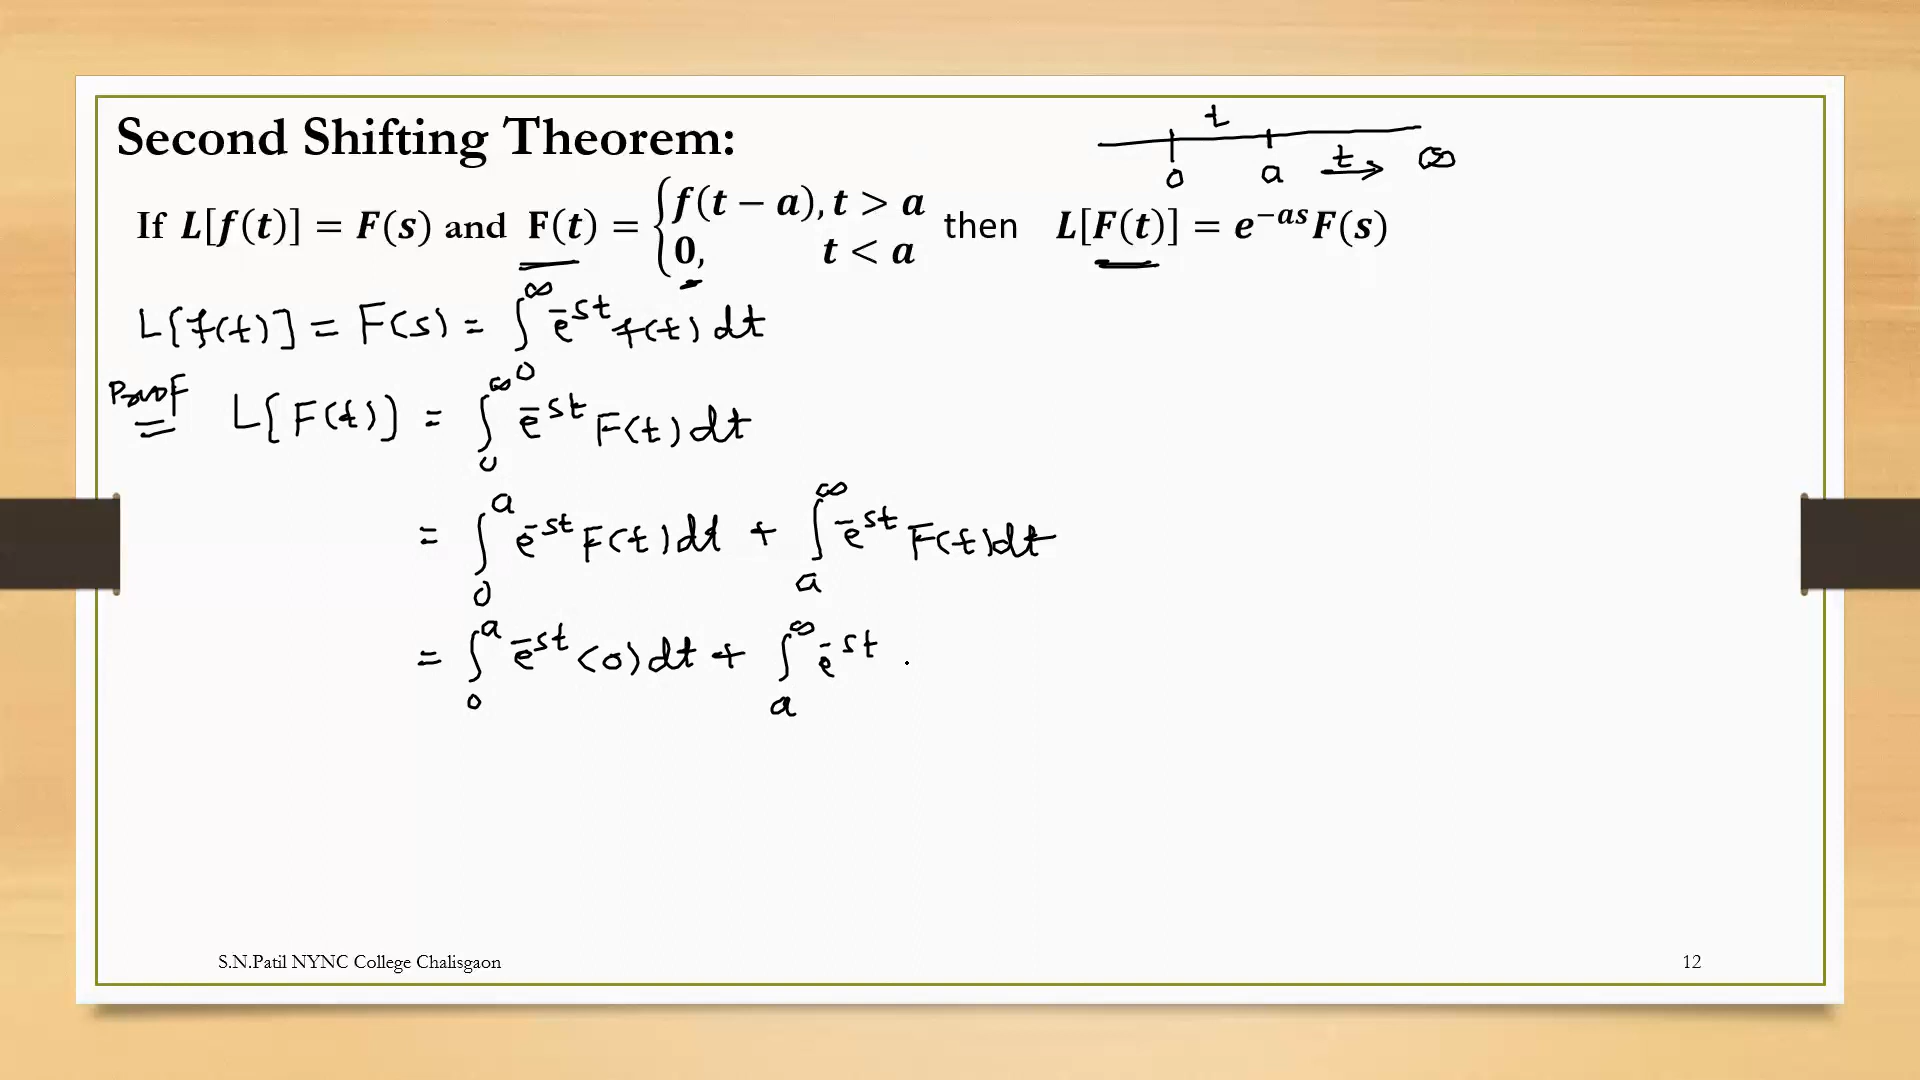 Second Shifting Theorem:
t
0 a t → ∞
If L[f(t)] = F(s) and F(t) = {f(t − a), t > a
0, t < a then L[F(t)] = e^{−as}F(s)
L[f(t)] = F(s) = ∫_0^∞ e^{-st} f(t) dt
Proof L[F(t)] = ∫_0^∞ e^{-st} F(t) dt
= ∫_0^a e^{-st} F(t) dt + ∫_a^∞ e^{-st} F(t) dt
= ∫_0^a e^{-st} (0) dt + ∫_a^∞ e^{-st} .
S.N.Patil NYNC College Chalisgaon 12